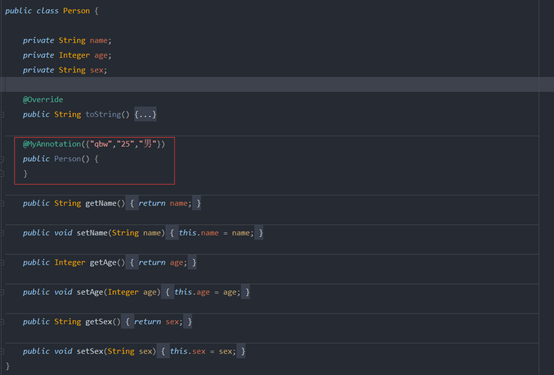 public class Person {
private String name;
private Integer age;
private String sex;
@Override
public String toString() {...}
@MyAnnotation({"qbw","25","男"})
public Person() {
}
public String getName() { return name; }
public void setName(String name) { this.name = name; }
public Integer getAge() { return age; }
public void setAge(Integer age) { this.age = age; }
public String getSex() { return sex; }
public void setSex(String sex) { this.sex = sex; }
}